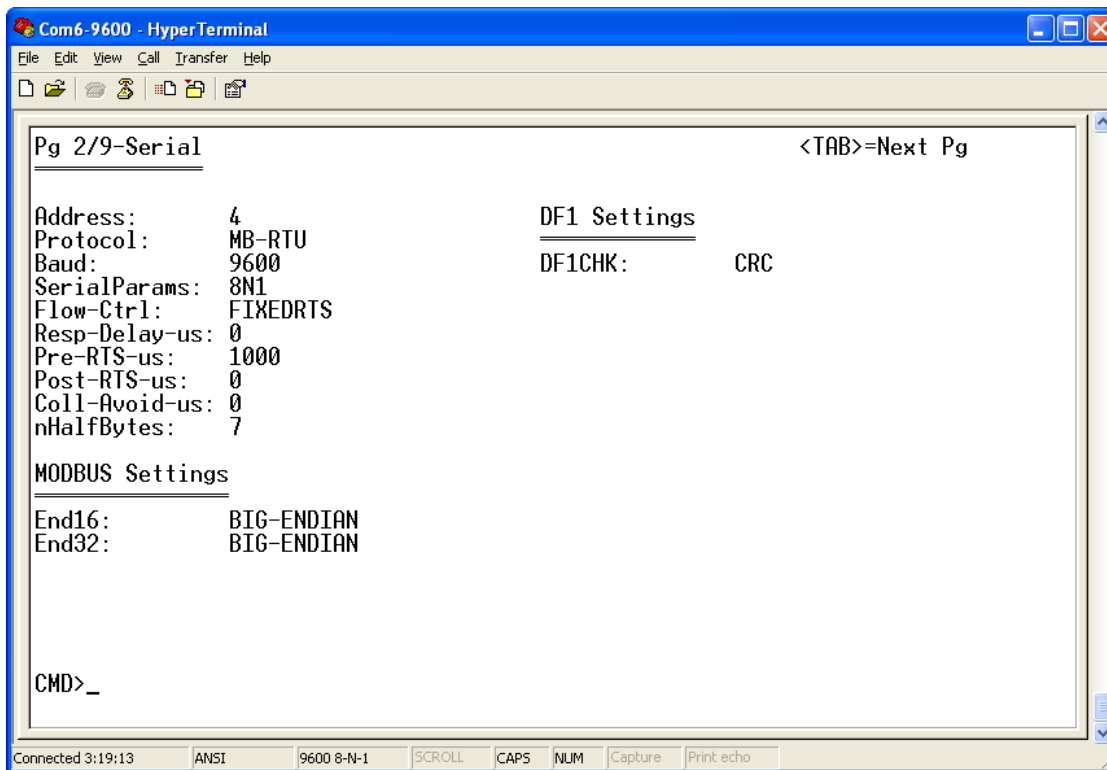 Com6-9600 - HyperTerminal
File Edit View Call Transfer Help
Pg 2/9-Serial <TAB>=Next Pg
Address: 4
Protocol: MB-RTU
Baud: 9600
SerialParams: 8N1
Flow-Ctrl: FIXEDRTS
Resp-Delay-us: 0
Pre-RTS-us: 1000
Post-RTS-us: 0
Coll-Avoid-us: 0
nHalfBytes: 7
DF1 Settings
DF1CHK: CRC
MODBUS Settings
End16: BIG-ENDIAN
End32: BIG-ENDIAN
CMD>_
Connected 3:19:13 ANSI 9600 8-N-1 SCROLL CAPS NUM Capture Print echo